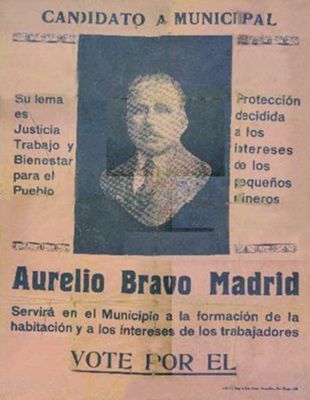 CANDIDATO A MUNICIPAL
Su lema
es
Justicia
Trabajo y
Bienestar
para el
Pueblo
Protección
decidida
a los
intereses
de los
pequeños
mineros
Aurelio Bravo Madrid
Servirá en el Municipio a la formación de la
habitación y a los intereses de los trabajadores
VOTE POR EL